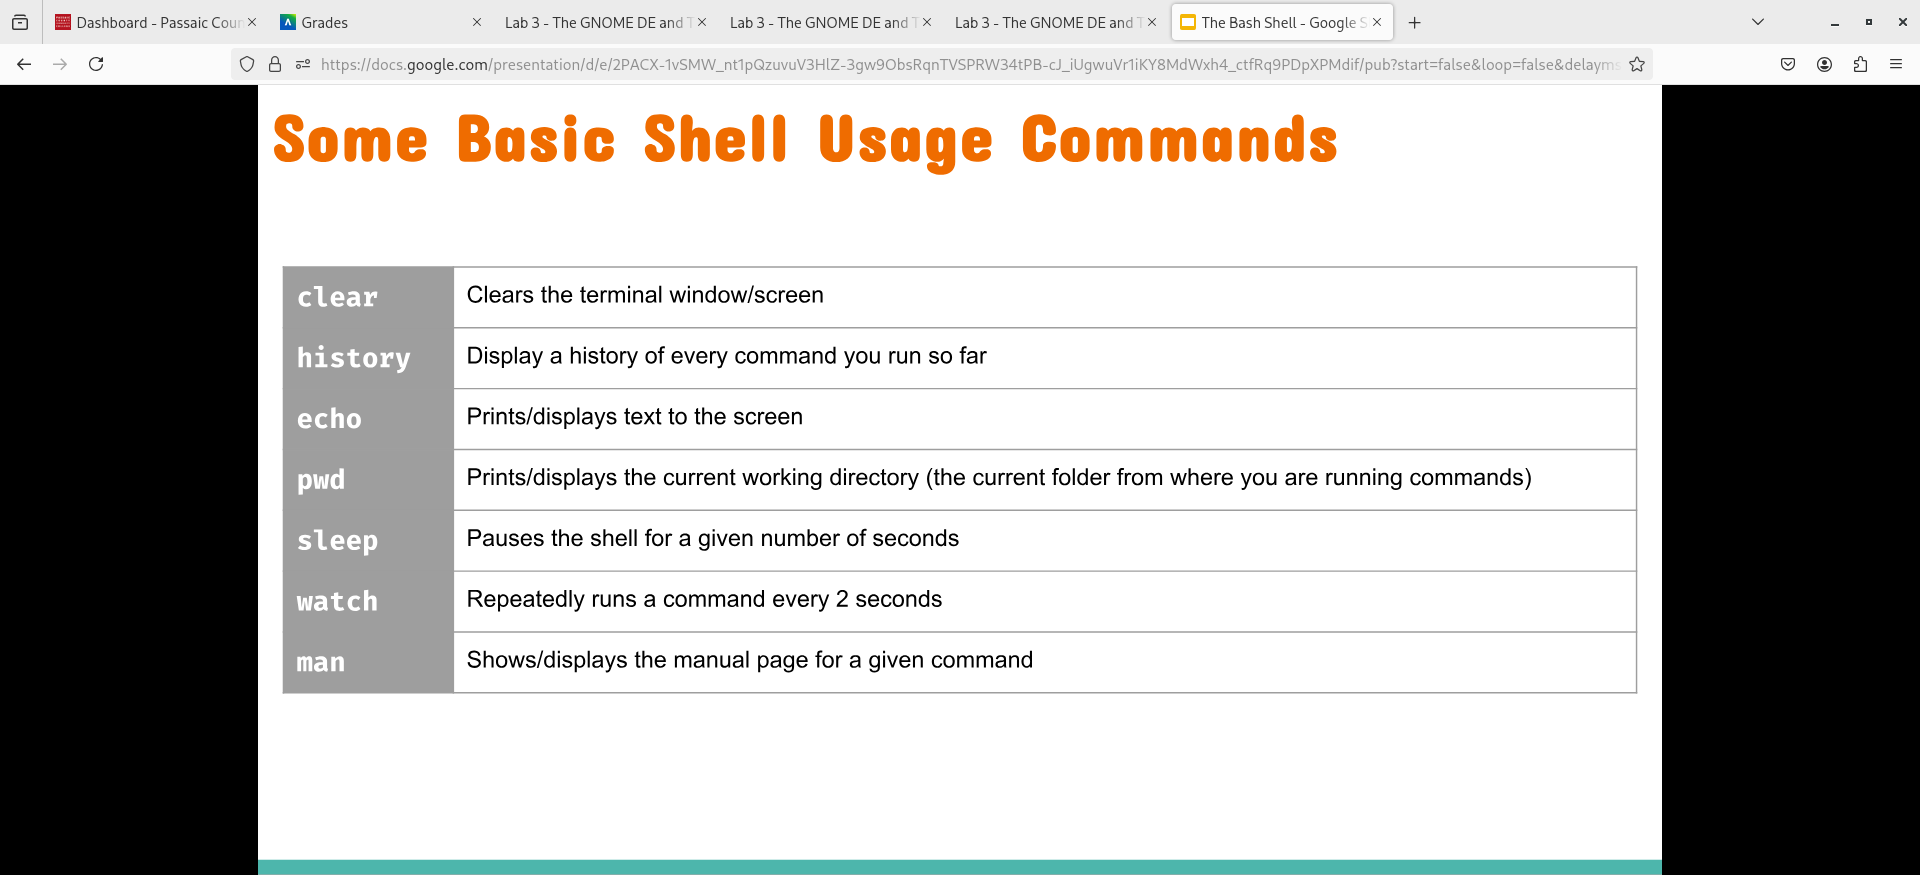 Dashboard - Passaic Coun
Grades
Lab 3 - The GNOME DE and T
Lab 3 - The GNOME DE and T
Lab 3 - The GNOME DE and T
The Bash Shell - Google S
https://docs.google.com/presentation/d/e/2PACX-1vSMW_nt1pQzuvuV3HlZ-3gw9ObsRqnTVSPRW34tPB-cJ_iUgwuVr1iKY8MdWxh4_ctfRq9PDpXPMdif/pub?start=false&loop=false&delayms
Some Basic Shell Usage Commands
clear Clears the terminal window/screen
history Display a history of every command you run so far
echo Prints/displays text to the screen
pwd Prints/displays the current working directory (the current folder from where you are running commands)
sleep Pauses the shell for a given number of seconds
watch Repeatedly runs a command every 2 seconds
man Shows/displays the manual page for a given command